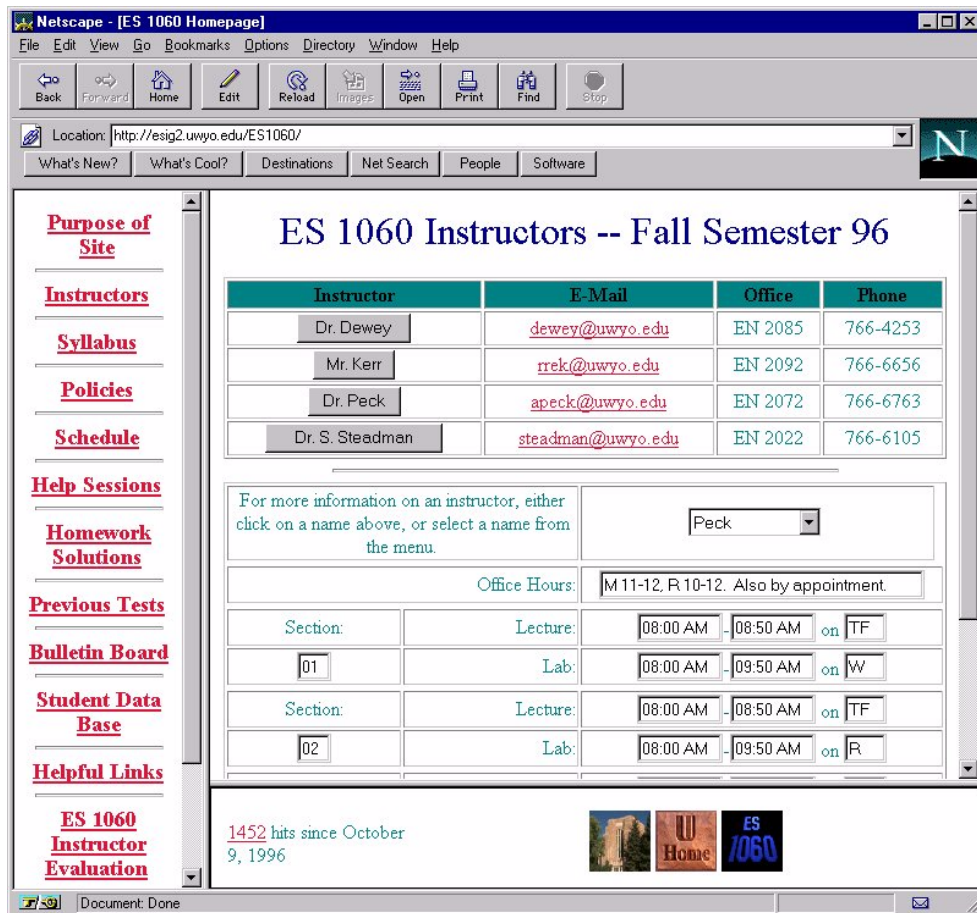 Netscape - [ES 1060 Homepage]
File Edit View Go Bookmarks Options Directory Window Help
Back Forward Home Edit Reload Images Open Print Find Stop
Location: http://esig2.uwyo.edu/ES1060/
N
What's New? What's Cool? Destinations Net Search People Software
Purpose of
Site
Instructors
Syllabus
Policies
Schedule
Help Sessions
Homework
Solutions
Previous Tests
Bulletin Board
Student Data
Base
Helpful Links
ES 1060
Instructor
Evaluation
ES 1060 Instructors -- Fall Semester 96
Instructor E-Mail Office Phone
Dr. Dewey dewey@uwyo.edu EN 2085 766-4253
Mr. Kerr rrek@uwyo.edu EN 2092 766-6656
Dr. Peck apeck@uwyo.edu EN 2072 766-6763
Dr. S. Steadman steadman@uwyo.edu EN 2022 766-6105
For more information on an instructor, either
click on a name above, or select a name from
the menu.
Peck
Office Hours: M 11-12, R 10-12. Also by appointment.
Section: Lecture: 08:00 AM - 08:50 AM on TF
01 Lab: 08:00 AM - 09:50 AM on W
Section: Lecture: 08:00 AM - 08:50 AM on TF
02 Lab: 08:00 AM - 09:50 AM on R
1452 hits since October
9, 1996
U
Home
ES
1060
Document: Done